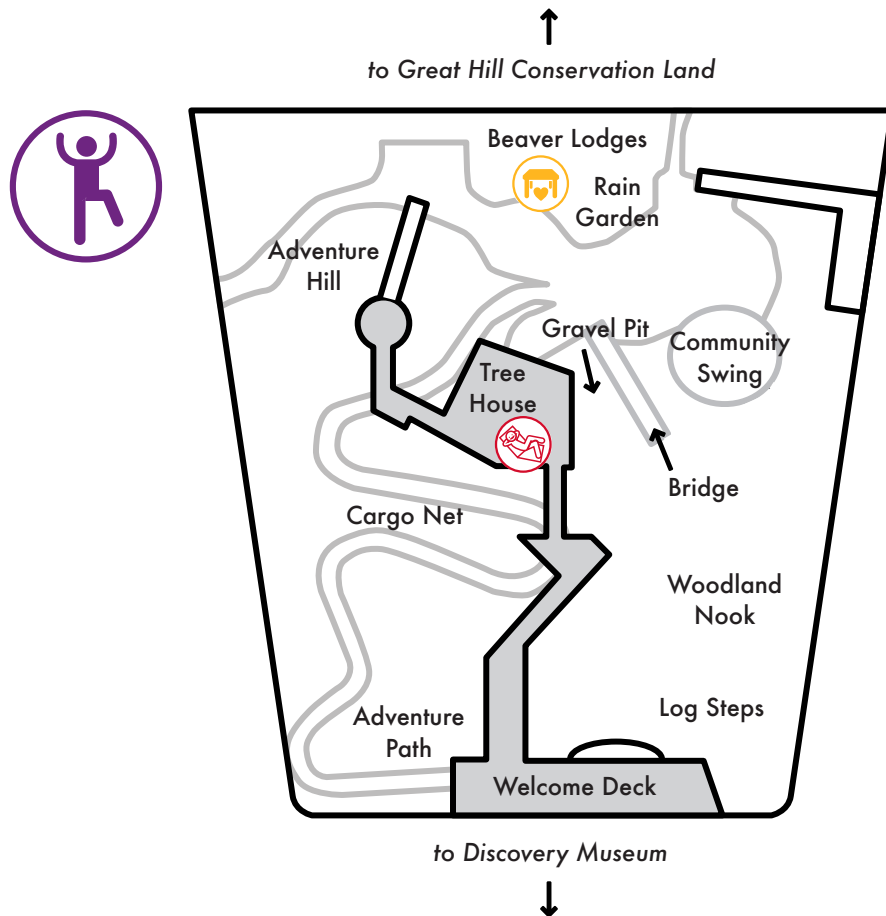 to Great Hill Conservation Land
Beaver Lodges
Rain
Garden
Adventure
Hill
Gravel Pit
Community
Swing
Tree
House
Bridge
Cargo Net
Woodland
Nook
Log Steps
Adventure
Path
Welcome Deck
to Discovery Museum